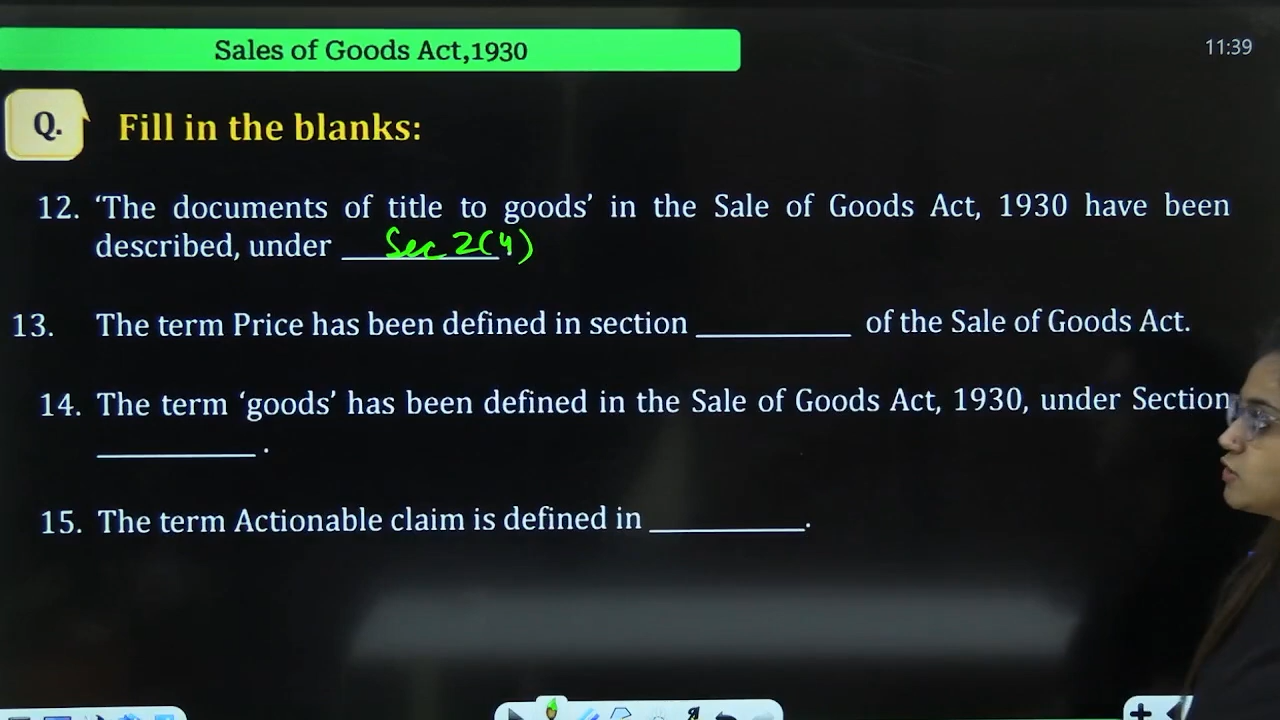 Sales of Goods Act,1930
11:39
Q.
Fill in the blanks:
12. ‘The documents of title to goods’ in the Sale of Goods Act, 1930 have been
described, under Sec 2(4)
13. The term Price has been defined in section __________ of the Sale of Goods Act.
14. The term ‘goods’ has been defined in the Sale of Goods Act, 1930, under Section
__________ .
15. The term Actionable claim is defined in __________.